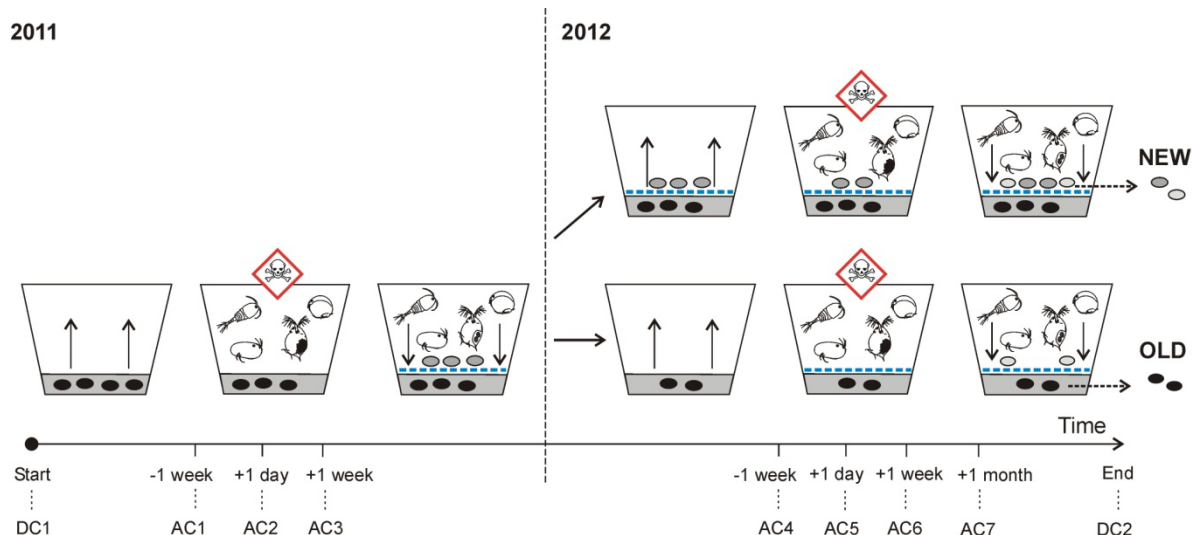 2011
2012
NEW
OLD
Time
Start
-1 week
+1 day
+1 week
-1 week
+1 day
+1 week
+1 month
End
DC1
AC1
AC2
AC3
AC4
AC5
AC6
AC7
DC2